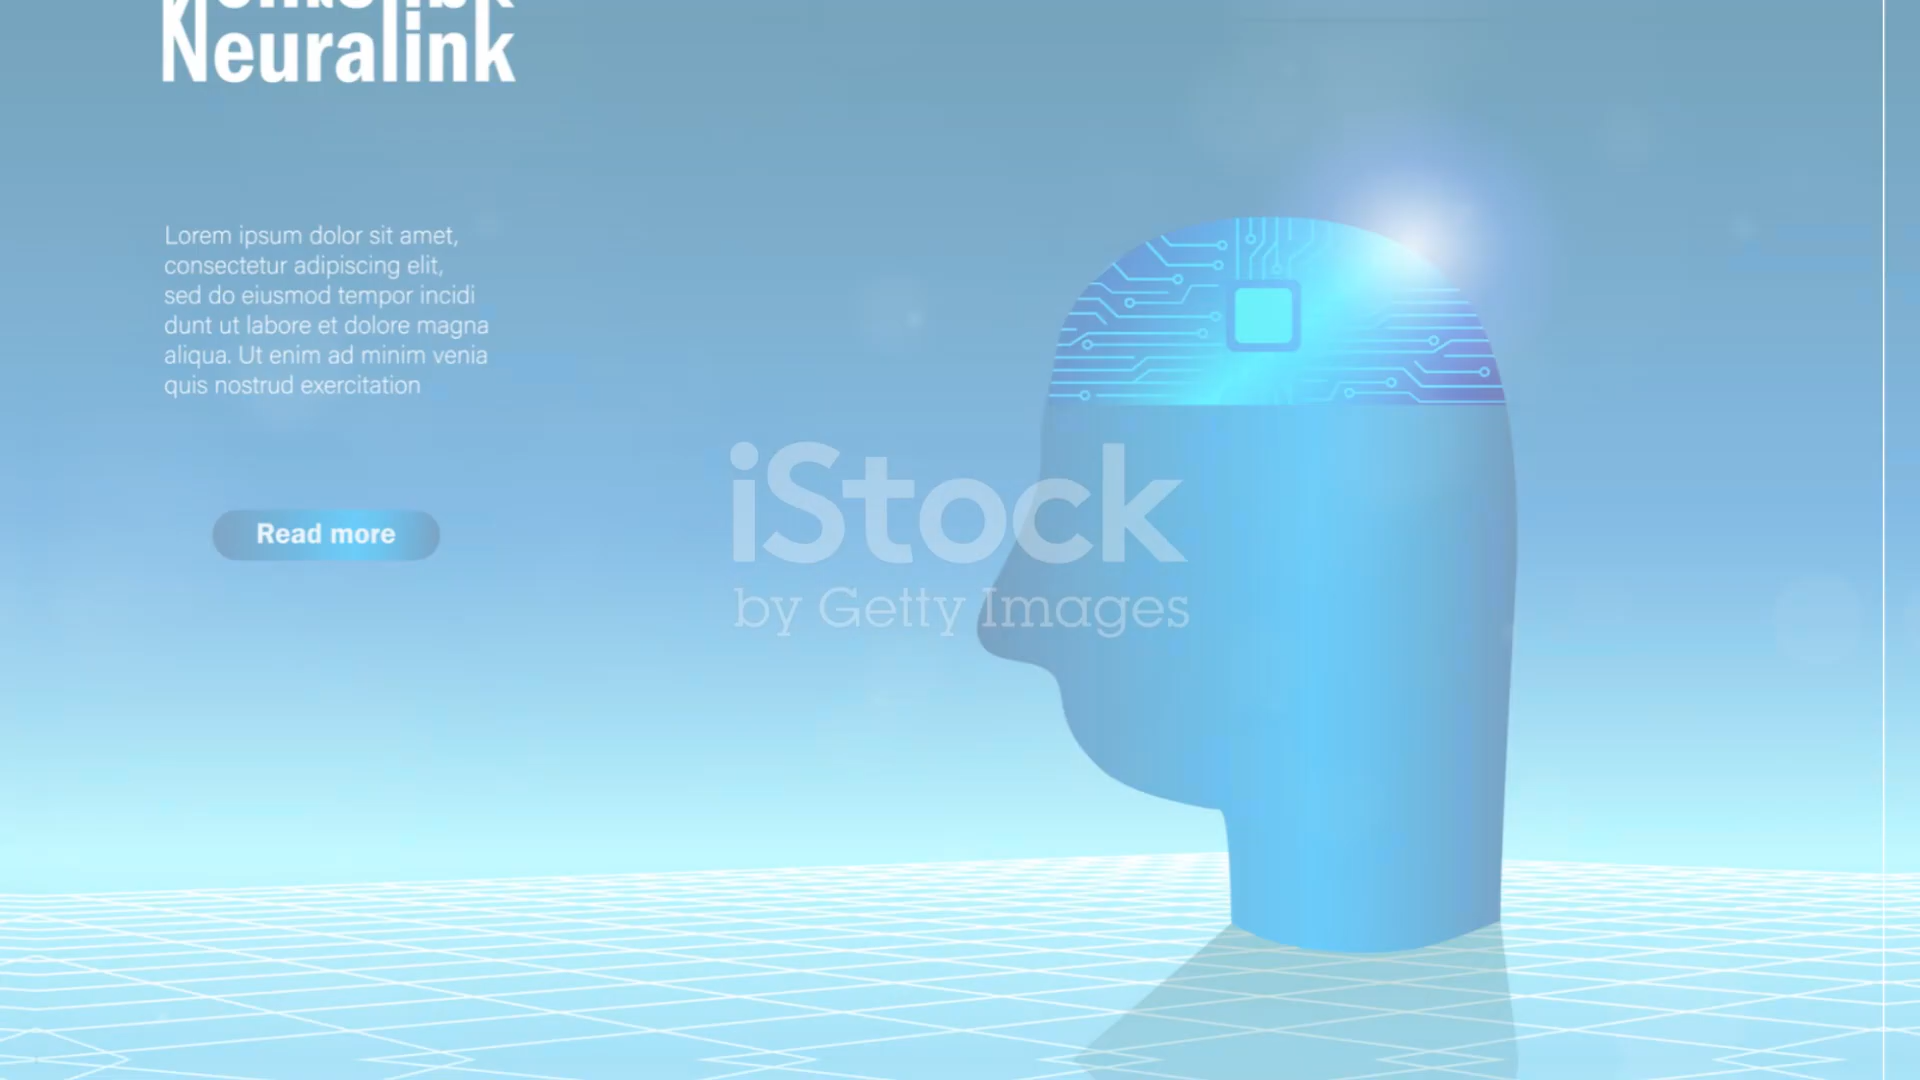 Neuralink
Lorem ipsum dolor sit amet,
consectetur adipiscing elit,
sed do eiusmod tempor incidi
dunt ut labore et dolore magna
aliqua. Ut enim ad minim venia
quis nostrud exercitation
Read more
iStock
by Getty Images